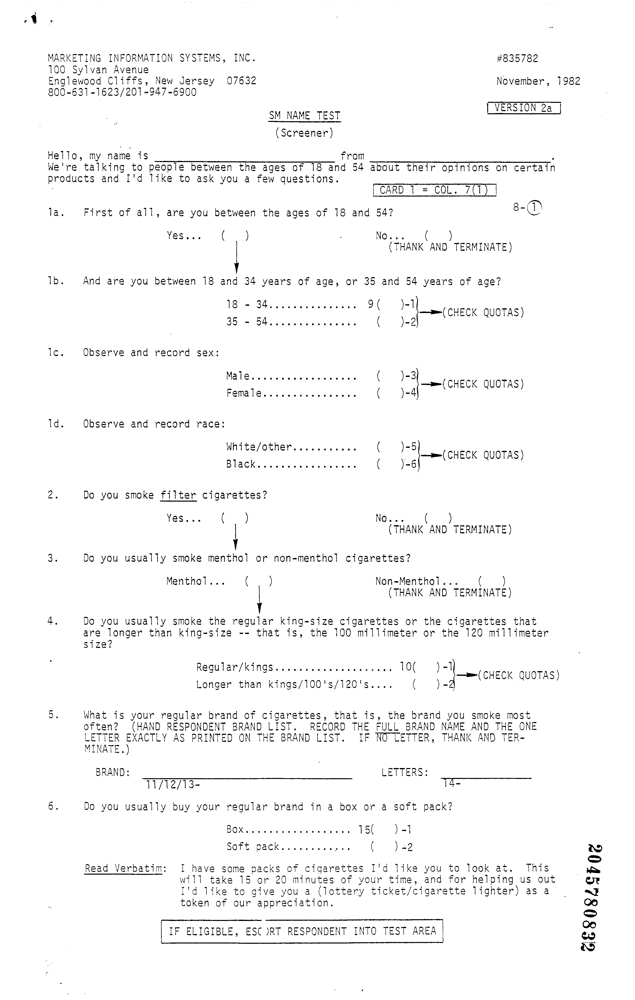 MARKETING INFORMATION SYSTEMS, INC. #835782
100 Sylvan Avenue
Englewood Cliffs, New Jersey 07632 November, 1982
800-631-1623/201-947-6900
VERSION 2a
SM NAME TEST
(Screener)
Hello, my name is ____________ from ____________.
We're talking to people between the ages of 18 and 54 about their opinions on certain
products and I'd like to ask you a few questions.
CARD 1 = COL. 7(1)
8-1
1a. First of all, are you between the ages of 18 and 54?
Yes... ( ) No... ( )
(THANK AND TERMINATE)
1b. And are you between 18 and 34 years of age, or 35 and 54 years of age?
18 - 34............... 9( )-1
(CHECK QUOTAS)
35 - 54............... ( )-2
1c. Observe and record sex:
Male................. ( )-3
(CHECK QUOTAS)
Female............... ( )-4
1d. Observe and record race:
White/other........... ( )-5
(CHECK QUOTAS)
Black................ ( )-6
2. Do you smoke filter cigarettes?
Yes... ( ) No... ( )
(THANK AND TERMINATE)
3. Do you usually smoke menthol or non-menthol cigarettes?
Menthol... ( ) Non-Menthol... ( )
(THANK AND TERMINATE)
4. Do you usually smoke the regular king-size cigarettes or the cigarettes that
are longer than king-size -- that is, the 100 millimeter or the 120 millimeter
size?
Regular/kings................... 10( )-1
(CHECK QUOTAS)
Longer than kings/100's/120's.... ( )-2
5. What is your regular brand of cigarettes, that is, the brand you smoke most
often? (HAND RESPONDENT BRAND LIST. RECORD THE FULL BRAND NAME AND THE ONE
LETTER EXACTLY AS PRINTED ON THE BRAND LIST. IF NO LETTER, THANK AND TER-
MINATE.)
BRAND: ____________ LETTERS: ____________
11/12/13- 14-
6. Do you usually buy your regular brand in a box or a soft pack?
Box................. 15( )-1
Soft pack............ ( )-2
Read Verbatim: I have some packs of cigarettes I'd like you to look at. This
will take 15 or 20 minutes of your time, and for helping us out
I'd like to give you a (lottery ticket/cigarette lighter) as a
token of our appreciation.
IF ELIGIBLE, ESCORT RESPONDENT INTO TEST AREA
2045780832